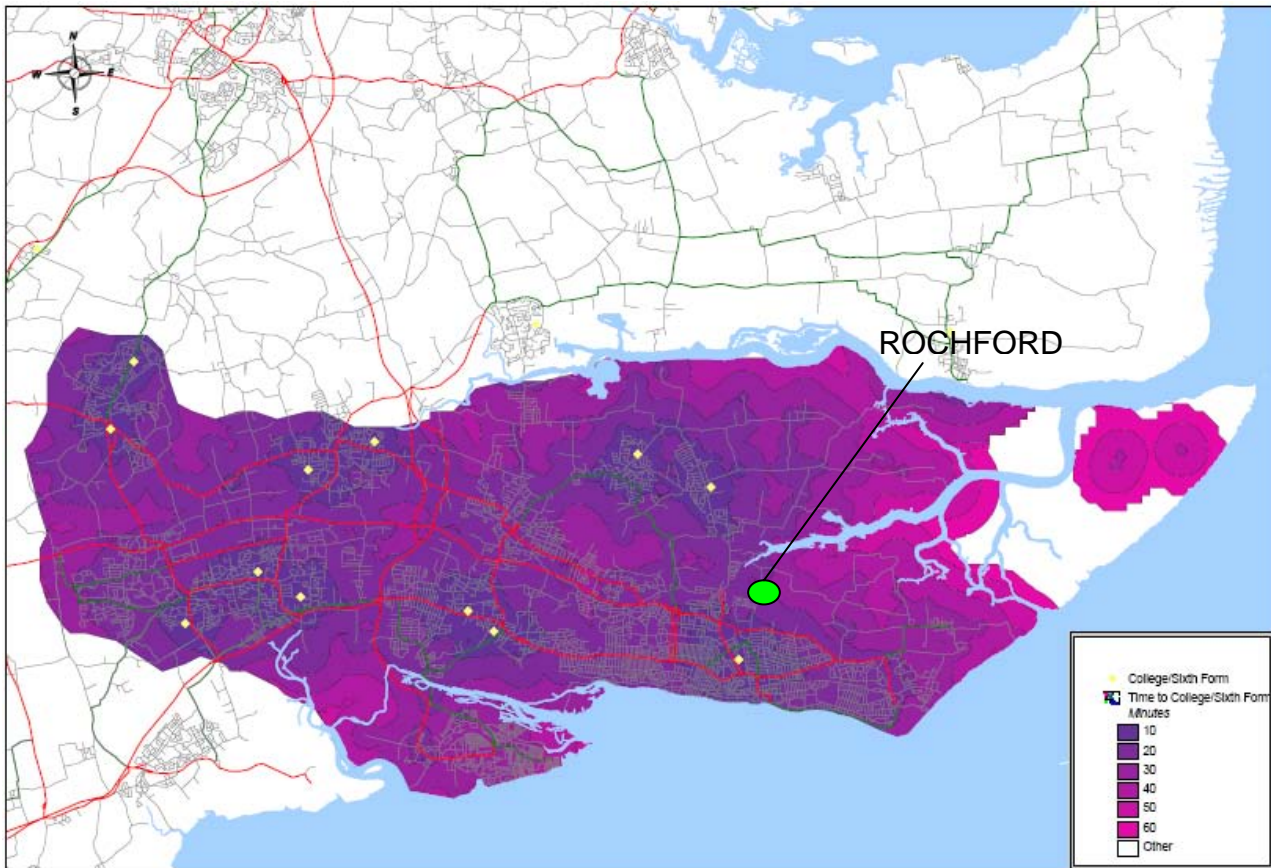 N
W E
S
ROCHFORD
College/Sixth Form
Time to College/Sixth Form
Minutes
10
20
30
40
50
60
Other